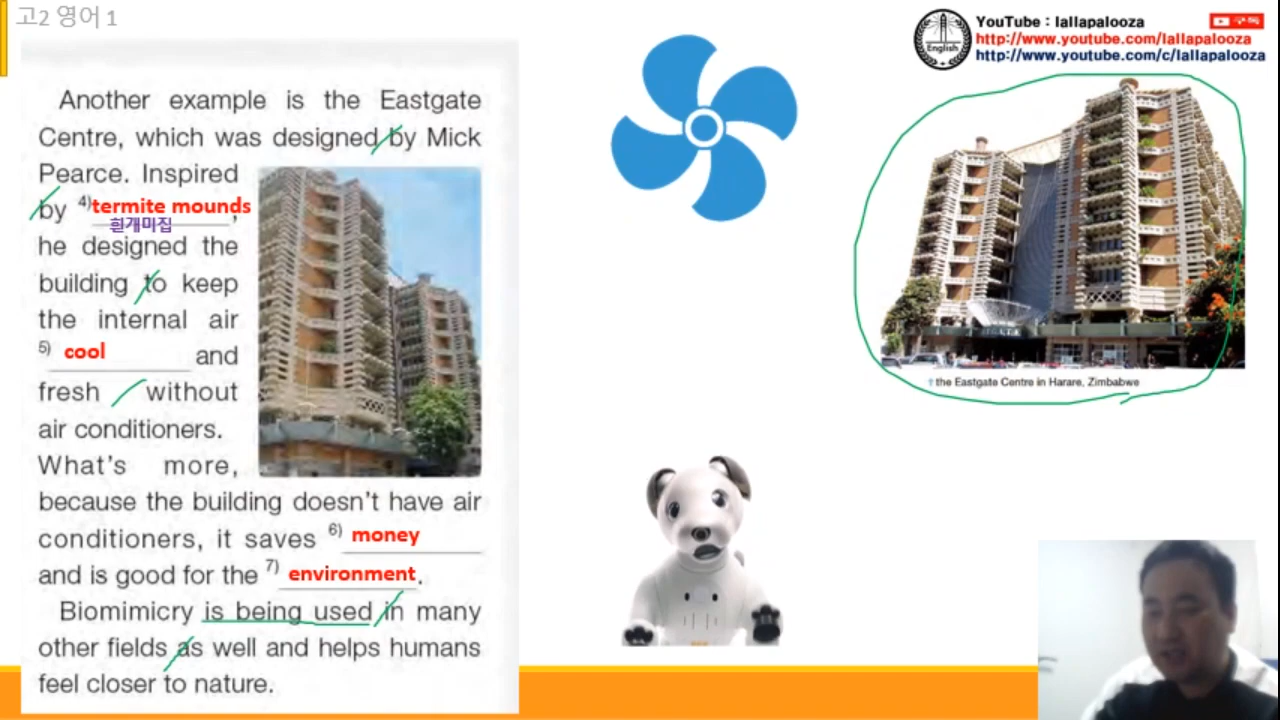 고2 영어 1
YouTube : lallapalooza
구독
http://www.youtube.com/lallapalooza
http://www.youtube.com/c/lallapalooza
English
Another example is the Eastgate
Centre, which was designed by Mick
Pearce. Inspired
by 4) termite mounds,
흰개미집
he designed the
building to keep
the internal air
5) cool and
fresh without
air conditioners.
What's more,
because the building doesn't have air
conditioners, it saves 6) money
and is good for the 7) environment.
Biomimicry is being used in many
other fields as well and helps humans
feel closer to nature.
↑the Eastgate Centre in Harare, Zimbabwe